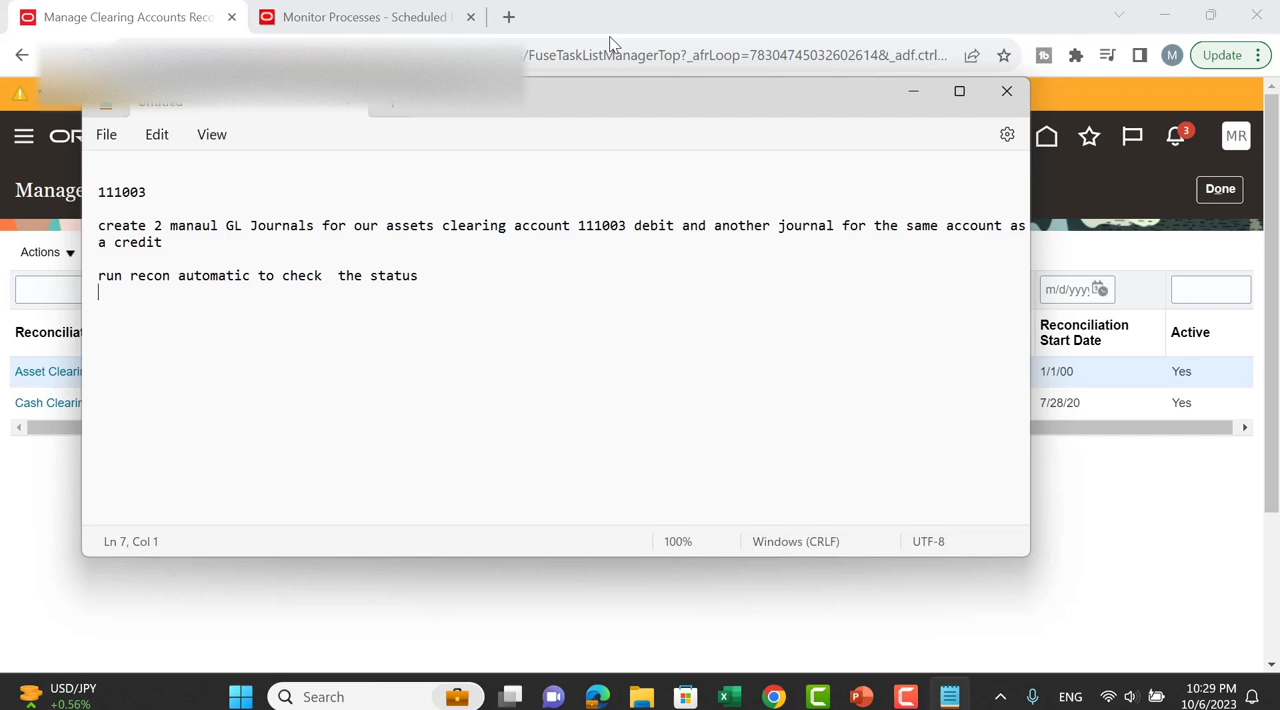 Manage Clearing Accounts Reco
Monitor Processes - Scheduled
/FuseTaskListManagerTop?_afrLoop=78304745032602614&_adf.ctrl...
M
Update
Untitled
File Edit View
OR
3
MR
Manage
Done
111003
create 2 manaul GL Journals for our assets clearing account 111003 debit and another journal for the same account as
a credit
run recon automatic to check the status
Actions
m/d/yyyy
Reconciliat
Reconciliation
Start Date
Active
Asset Cleari
1/1/00
Yes
Cash Clearin
7/28/20
Yes
Ln 7, Col 1
100%
Windows (CRLF)
UTF-8
USD/JPY
+0.56%
Search
ENG
10:29 PM
10/6/2023